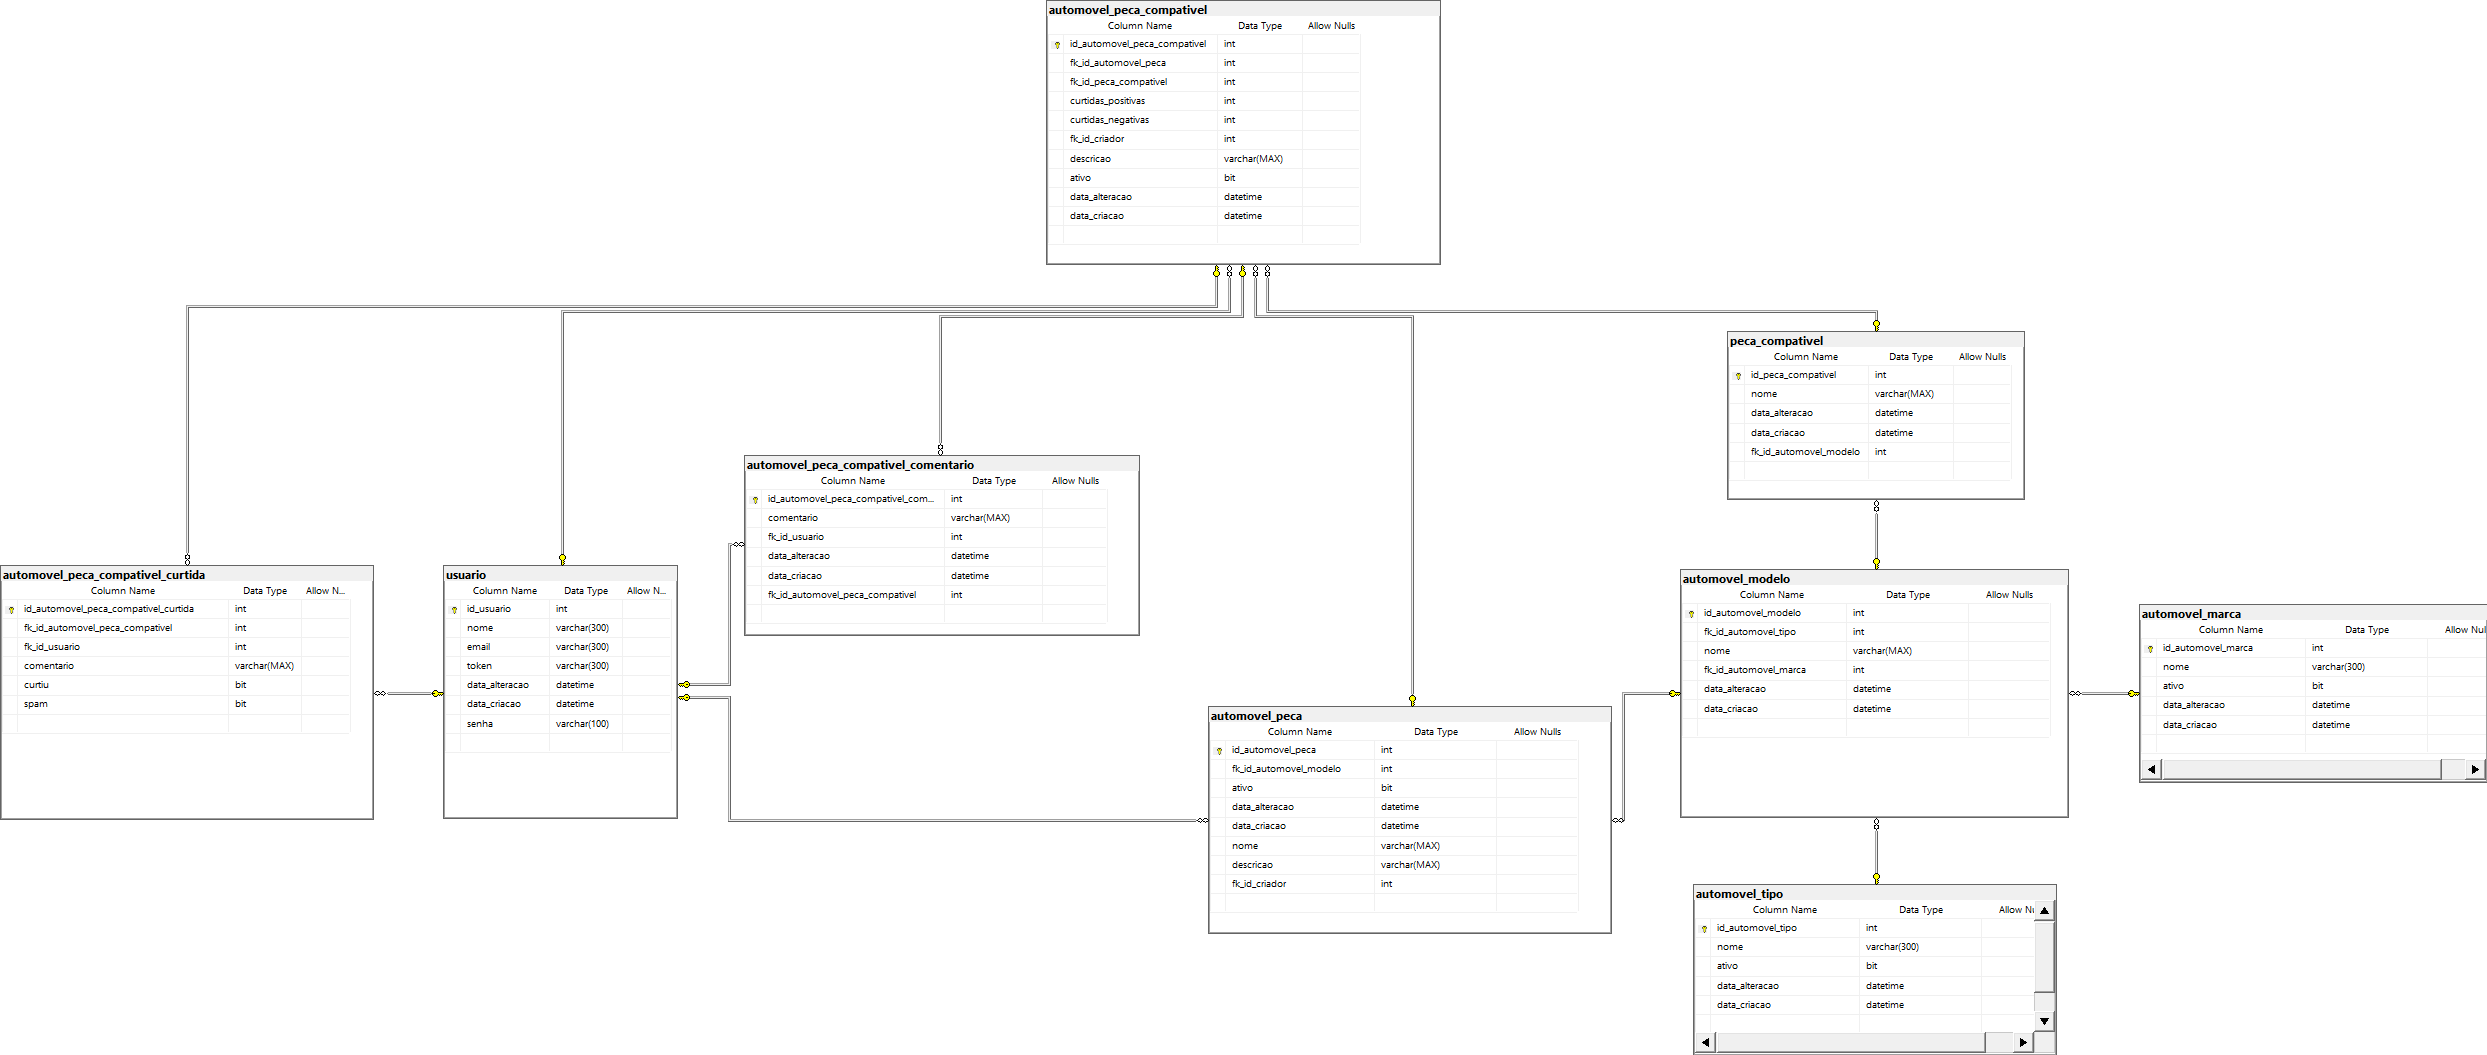 automovel_peca_compativel
Column Name Data Type Allow Nulls
id_automovel_peca_compativel int
fk_id_automovel_peca int
fk_id_peca_compativel int
curtidas_positivas int
curtidas_negativas int
fk_id_criador int
descricao varchar(MAX)
ativo bit
data_alteracao datetime
data_criacao datetime
peca_compativel
Column Name Data Type Allow Nulls
id_peca_compativel int
nome varchar(MAX)
data_alteracao datetime
data_criacao datetime
fk_id_automovel_modelo int
automovel_peca_compativel_comentario
Column Name Data Type Allow Nulls
id_automovel_peca_compativel_com... int
comentario varchar(MAX)
fk_id_usuario int
data_alteracao datetime
data_criacao datetime
fk_id_automovel_peca_compativel int
automovel_peca_compativel_curtida
Column Name Data Type Allow N...
id_automovel_peca_compativel_curtida int
fk_id_automovel_peca_compativel int
fk_id_usuario int
comentario varchar(MAX)
curtiu bit
spam bit
usuario
Column Name Data Type Allow N...
id_usuario int
nome varchar(300)
email varchar(300)
token varchar(300)
data_alteracao datetime
data_criacao datetime
senha varchar(100)
automovel_modelo
Column Name Data Type Allow Nulls
id_automovel_modelo int
fk_id_automovel_tipo int
nome varchar(MAX)
fk_id_automovel_marca int
data_alteracao datetime
data_criacao datetime
automovel_marca
Column Name Data Type Allow Nul
id_automovel_marca int
nome varchar(300)
ativo bit
data_alteracao datetime
data_criacao datetime
automovel_peca
Column Name Data Type Allow Nulls
id_automovel_peca int
fk_id_automovel_modelo int
ativo bit
data_alteracao datetime
data_criacao datetime
nome varchar(MAX)
descricao varchar(MAX)
fk_id_criador int
automovel_tipo
Column Name Data Type Allow Nu
id_automovel_tipo int
nome varchar(300)
ativo bit
data_alteracao datetime
data_criacao datetime